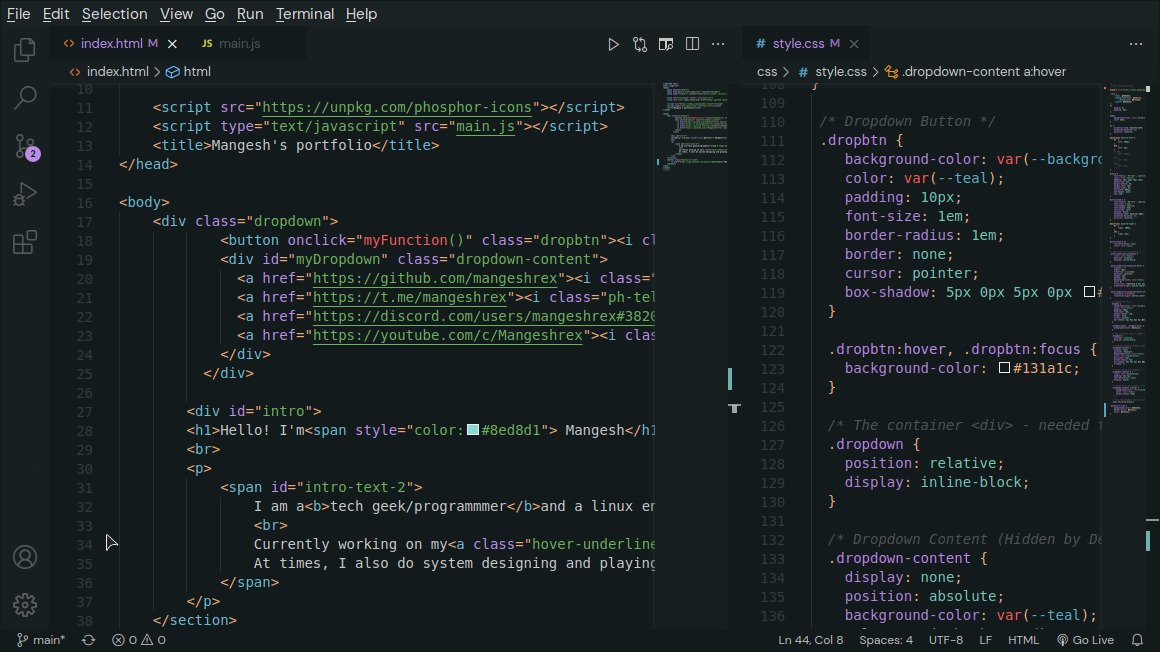 File Edit Selection View Go Run Terminal Help
index.html M JS main.js
# style.css M
index.html > html
css > # style.css > .dropdown-content a:hover
2
10
11 <script src="https://unpkg.com/phosphor-icons"></script>
12 <script type="text/javascript" src="main.js"></script>
13 <title>Mangesh's portfolio</title>
14 </head>
15
16 <body>
17 <div class="dropdown">
18 <button onclick="myFunction()" class="dropbtn"><i cl
19 <div id="myDropdown" class="dropdown-content">
20 <a href="https://github.com/mangeshrex"><i class="
21 <a href="https://t.me/mangeshrex"><i class="ph-tel
22 <a href="https://discord.com/users/mangeshrex#3820
23 <a href="https://youtube.com/c/Mangeshrex"><i clas
24 </div>
25 </div>
26
27 <div id="intro">
28 <h1>Hello! I'm<span style="color:#8ed8d1"> Mangesh</h1
29 <br>
30 <p>
31 <span id="intro-text-2">
32 I am a<b>tech geek/programmmer</b>and a linux en
33 <br>
34 Currently working on my<a class="hover-underline
35 At times, I also do system designing and playing
36 </span>
37 </p>
38 </section>
108 }
109
110 /* Dropdown Button */
111 .dropbtn {
112 background-color: var(--backgro
113 color: var(--teal);
114 padding: 10px;
115 font-size: 1em;
116 border-radius: 1em;
117 border: none;
118 cursor: pointer;
119 box-shadow: 5px 0px 5px 0px #
120 }
121
122 .dropbtn:hover, .dropbtn:focus {
123 background-color: #131a1c;
124 }
125
126 /* The container <div> - needed t
127 .dropdown {
128 position: relative;
129 display: inline-block;
130 }
131
132 /* Dropdown Content (Hidden by De
133 .dropdown-content {
134 display: none;
135 position: absolute;
136 background-color: var(--teal);
main* 0 0 Ln 44, Col 8 Spaces: 4 UTF-8 LF HTML Go Live